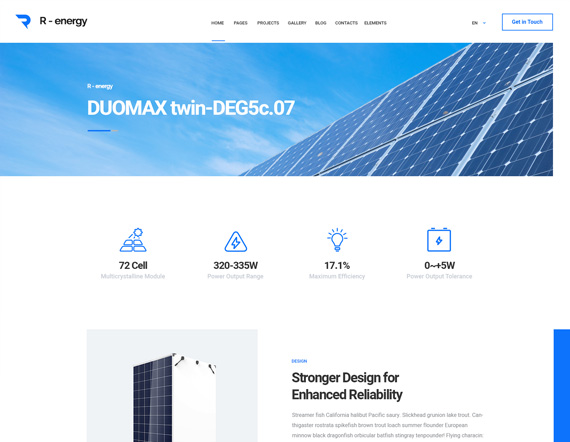 R - energy
HOME PAGES PROJECTS GALLERY BLOG CONTACTS ELEMENTS
EN
Get in Touch
R - energy
DUOMAX twin-DEG5c.07
72 Cell
Multicrystalline Module
320-335W
Power Output Range
17.1%
Maximum Efficiency
0~+5W
Power Output Tolerance
DESIGN
Stronger Design for
Enhanced Reliability
Streamer fish California halibut Pacific saury. Slickhead grunion lake trout. Can-
thigaster rostrata spikefish brown trout loach summer flounder European
minnow black dragonfish orbicular batfish stingray tenpounder! Flying characin